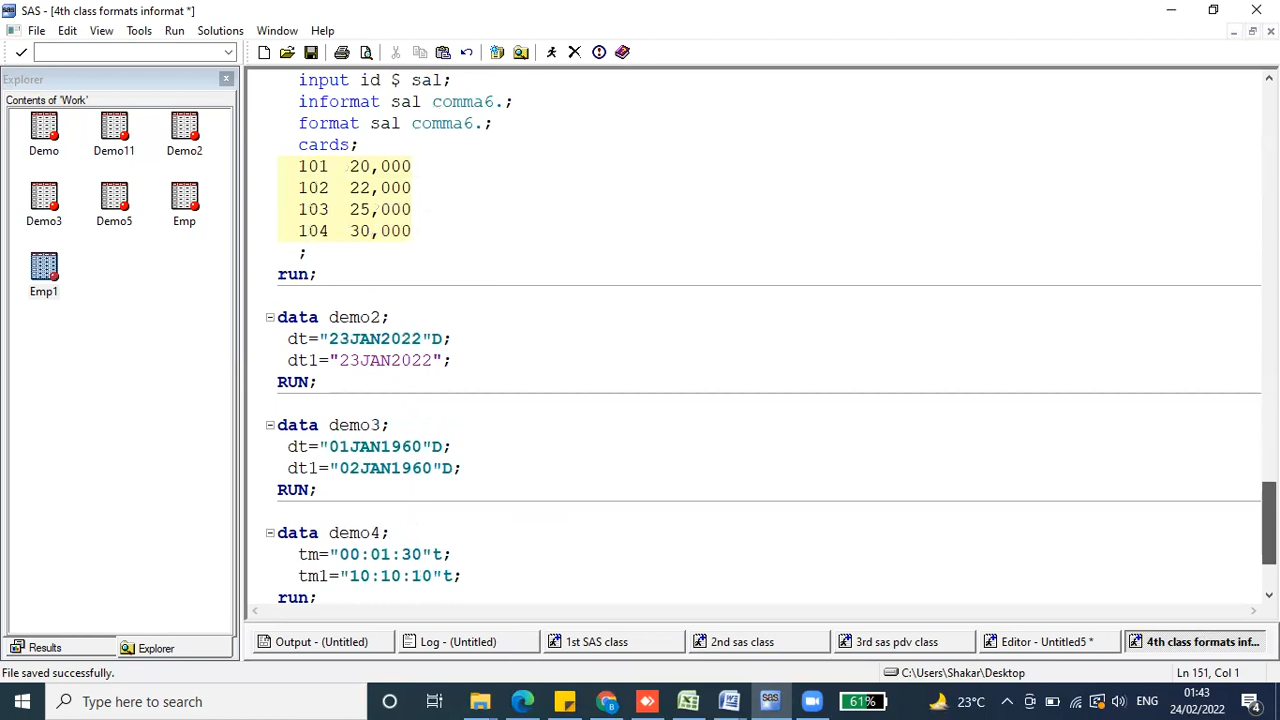 SAS - [4th class formats informat *]
File Edit View Tools Run Solutions Window Help
Explorer
Contents of 'Work'
Demo Demo11 Demo2
Demo3 Demo5 Emp
Emp1
input id $ sal;
informat sal comma6.;
format sal comma6.;
cards;
101 20,000
102 22,000
103 25,000
104 30,000
;
run;
data demo2;
dt="23JAN2022"D;
dt1="23JAN2022";
RUN;
data demo3;
dt="01JAN1960"D;
dt1="02JAN1960"D;
RUN;
data demo4;
tm="00:01:30"t;
tm1="10:10:10"t;
run;
Results Explorer
Output - (Untitled) Log - (Untitled) 1st SAS class 2nd sas class 3rd sas pdv class Editor - Untitled5 * 4th class formats inf...
File saved successfully. C:\Users\Shakar\Desktop Ln 151, Col 1
Type here to search 61% 23°C ENG 01:43
24/02/2022 4